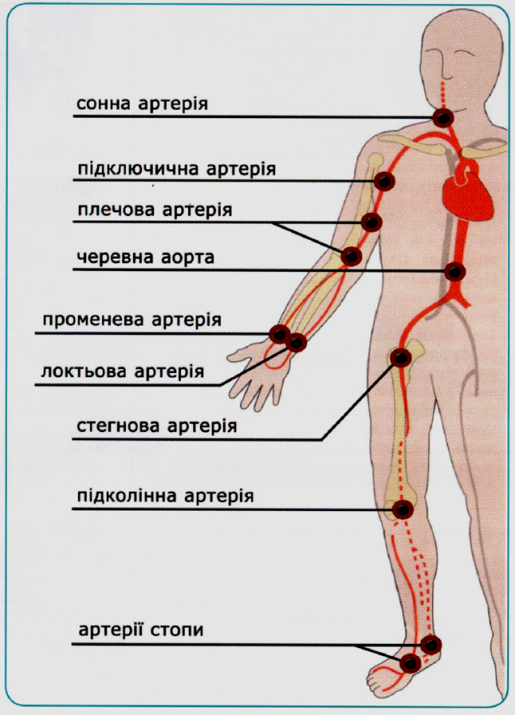 сонна артерія
підключична артерія
плечова артерія
черевна аорта
променева артерія
локтьова артерія
стегнова артерія
підколінна артерія
артерії стопи